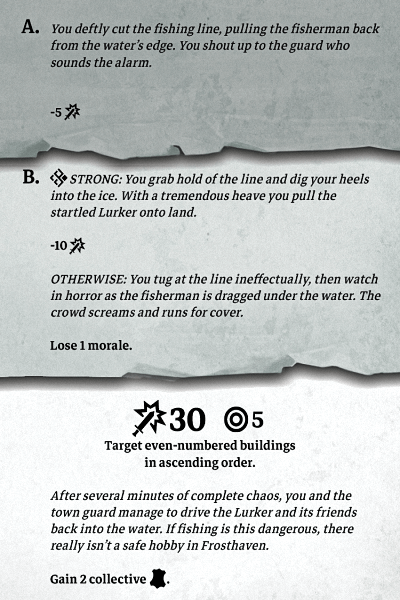 A. You deftly cut the fishing line, pulling the fisherman back
from the water's edge. You shout up to the guard who
sounds the alarm.
-5
B. STRONG: You grab hold of the line and dig your heels
into the ice. With a tremendous heave you pull the
startled Lurker onto land.
-10
OTHERWISE: You tug at the line ineffectually, then watch
in horror as the fisherman is dragged under the water. The
crowd screams and runs for cover.
Lose 1 morale.
30 5
Target even-numbered buildings
in ascending order.
After several minutes of complete chaos, you and the
town guard manage to drive the Lurker and its friends
back into the water. If fishing is this dangerous, there
really isn't a safe hobby in Frosthaven.
Gain 2 collective .